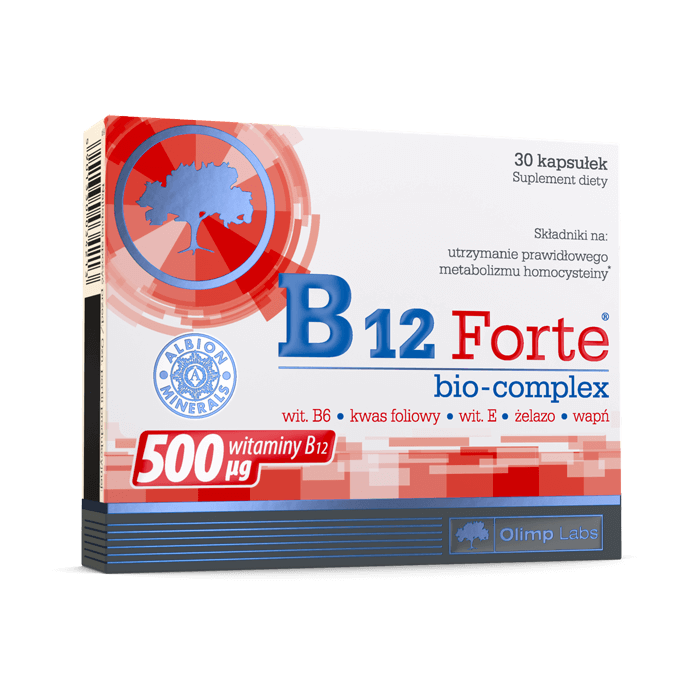 30 kapsułek
Suplement diety
Składniki na:
utrzymanie prawidłowego
metabolizmu homocysteiny*
B12 Forte®
bio-complex
wit. B6 • kwas foliowy • wit. E • żelazo • wapń
ALBION
A
MINERALS
500 µg witaminy B12
Olimp Labs